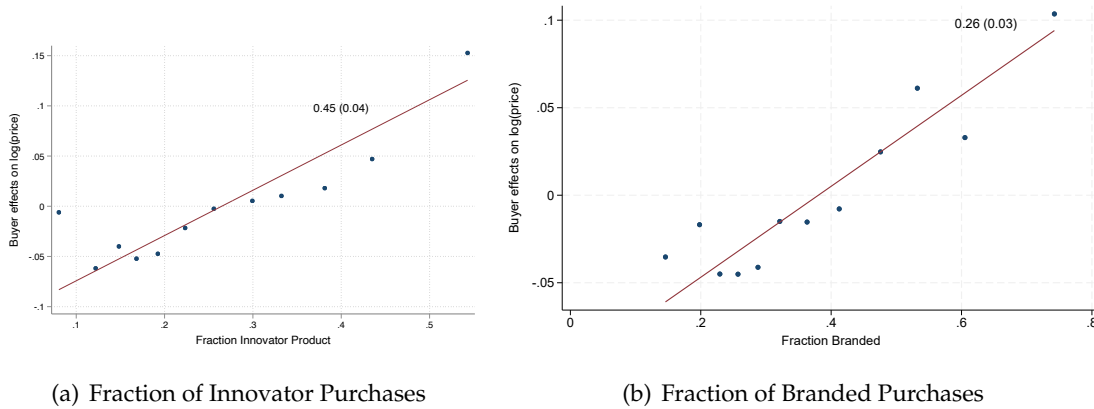 .15
.1
.05
0
-.05
-.1
Buyer effects on log(price)
0.45 (0.04)
.1 .2 .3 .4 .5
Fraction Innovator Product
(a) Fraction of Innovator Purchases
.1
.05
0
-.05
Buyer effects on log(price)
0.26 (0.03)
0 .2 .4 .6 .8
Fraction Branded
(b) Fraction of Branded Purchases